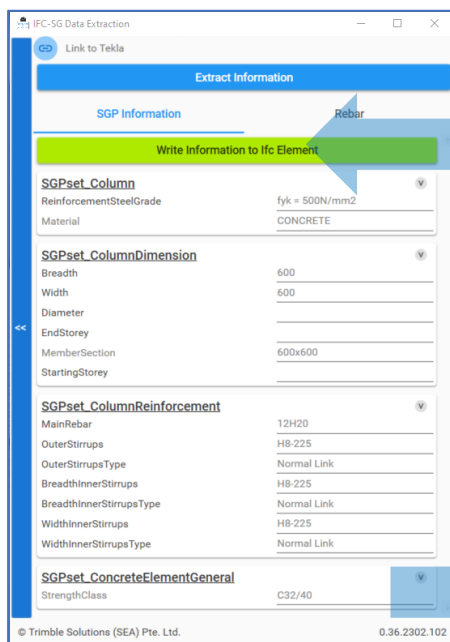 IFC-SG Data Extraction
Link to Tekla
Extract Information
SGP Information Rebar
Write Information to Ifc Element
SGPset_Column V
ReinforcementSteelGrade fyk = 500N/mm2
Material CONCRETE
SGPset_ColumnDimension V
Breadth 600
Width 600
Diameter
EndStorey
<<
MemberSection 600x600
StartingStorey
SGPset_ColumnReinforcement V
MainRebar 12H20
OuterStirrups H8-225
OuterStirrupsType Normal Link
BreadthInnerStirrups H8-225
BreadthInnerStirrupsType Normal Link
WidthInnerStirrups H8-225
WidthInnerStirrupsType Normal Link
SGPset_ConcreteElementGeneral V
StrengthClass C32/40
© Trimble Solutions (SEA) Pte. Ltd. 0.36.2302.102